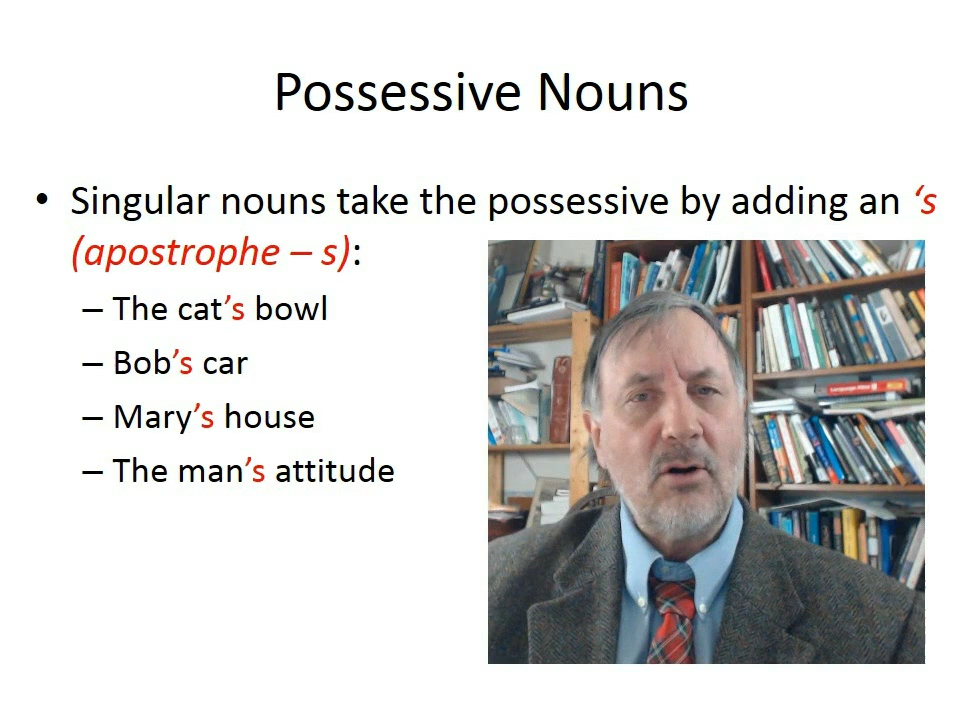 Possessive Nouns
• Singular nouns take the possessive by adding an ‘s
(apostrophe – s):
– The cat’s bowl
– Bob’s car
– Mary’s house
– The man’s attitude